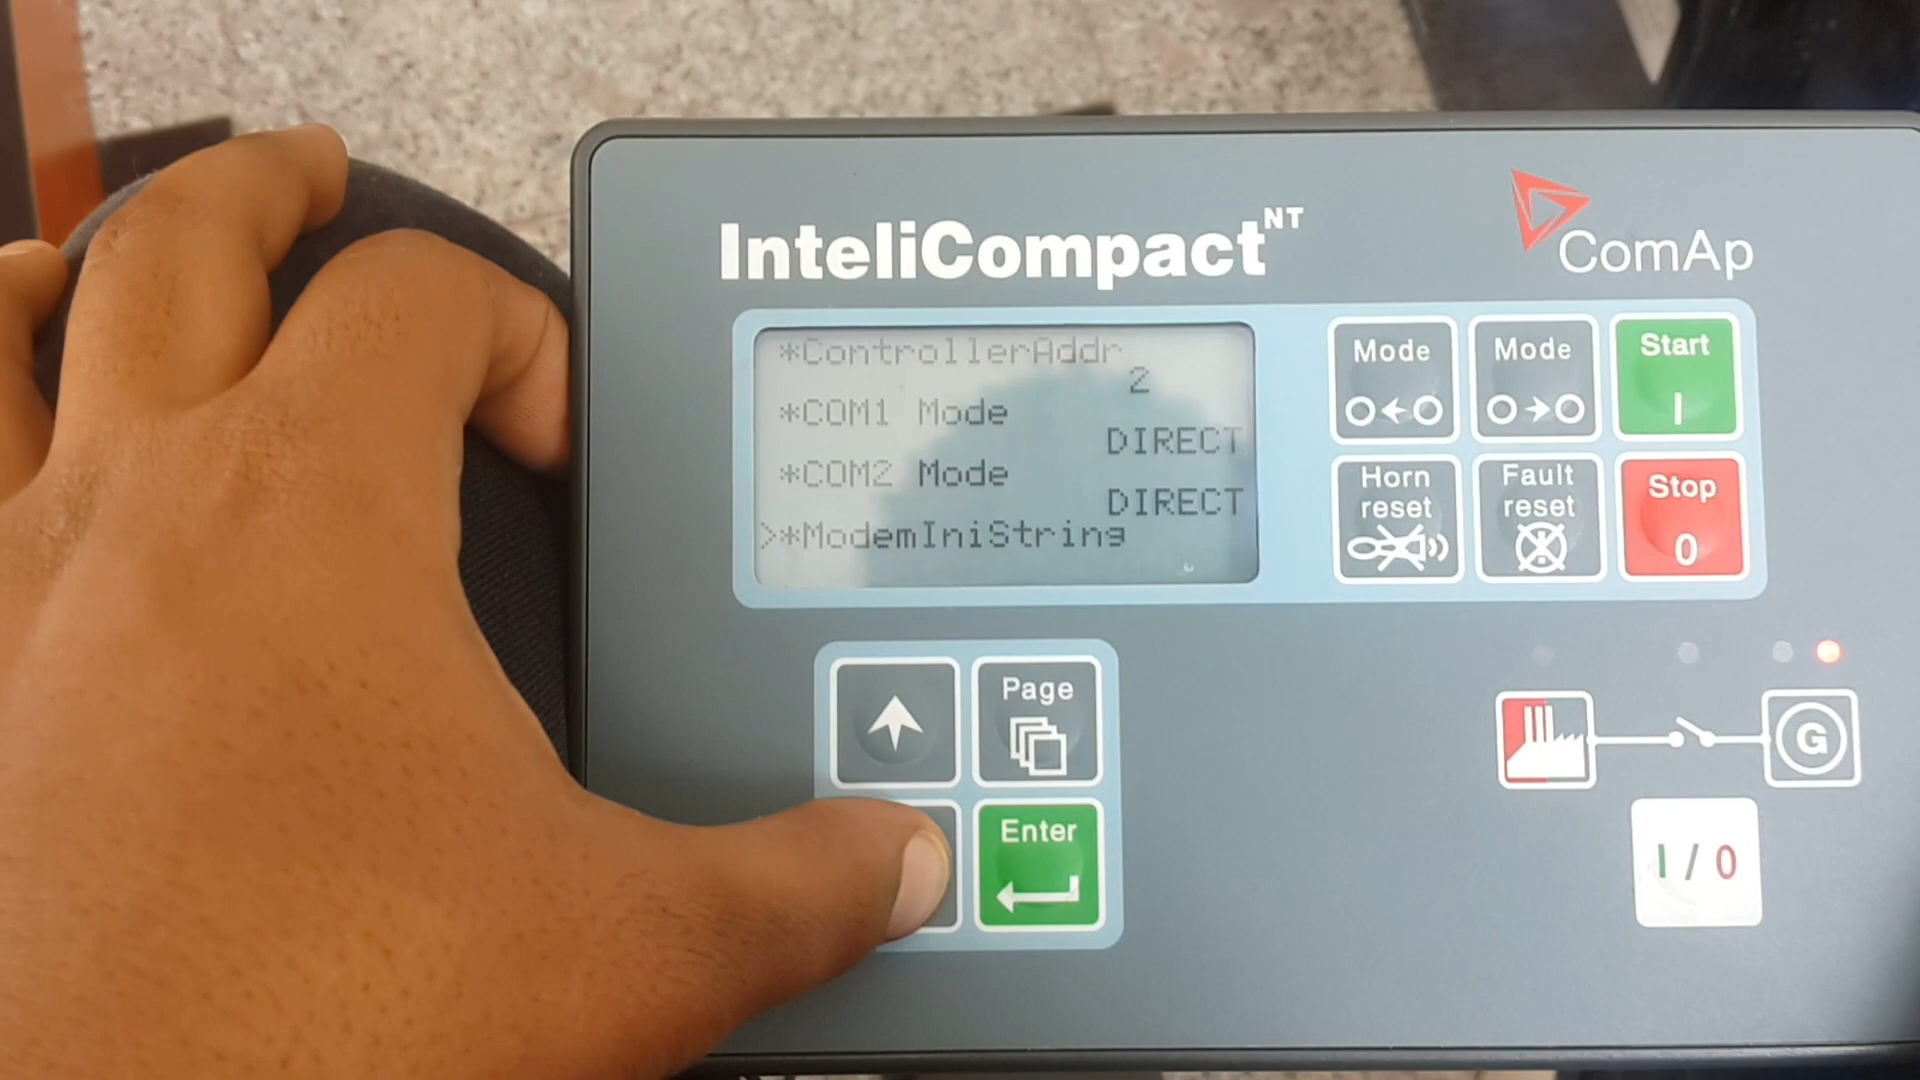 InteliCompact NT
ComAp
*ControllerAddr
2
*COM1 Mode
DIRECT
*COM2 Mode
DIRECT
>*ModemIniString
Mode
Mode
Start
I
Horn reset
Fault reset
Stop
0
Page
Enter
G
I / 0